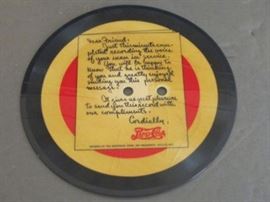 Dear Friend:
Just this minute com-
pleted recording the voice
of your man in service
& you will be happy to
know that he is thinking
of you and greatly enjoyed
sending you this personal
message.
It gives us great pleasure
to send you this record with
our compliments.
Cordially,
Pepsi-Cola